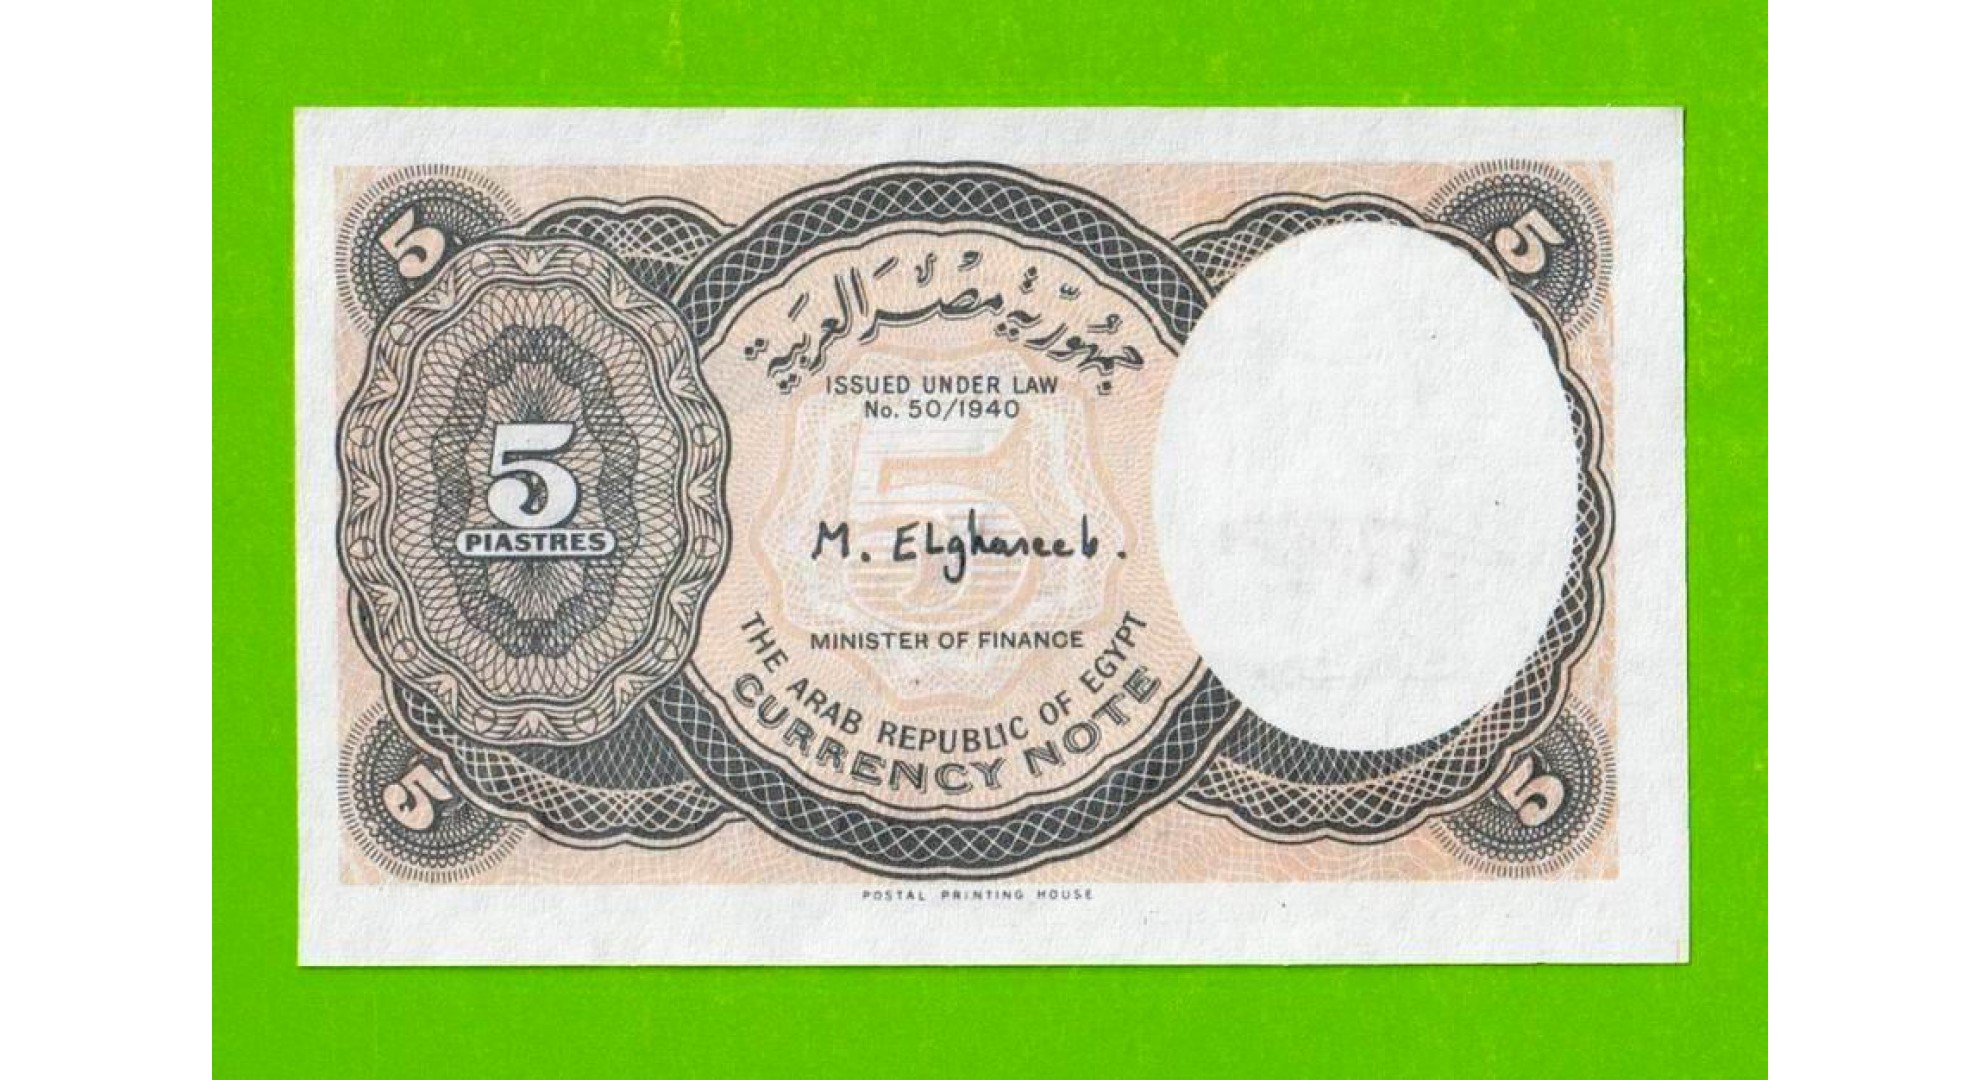 5
5
جمهورية مصر العربية
ISSUED UNDER LAW
No. 50/1940
5
5
PIASTRES
M. ELghareeb.
MINISTER OF FINANCE
THE ARAB REPUBLIC OF EGYPT
CURRENCY NOTE
5
5
POSTAL PRINTING HOUSE